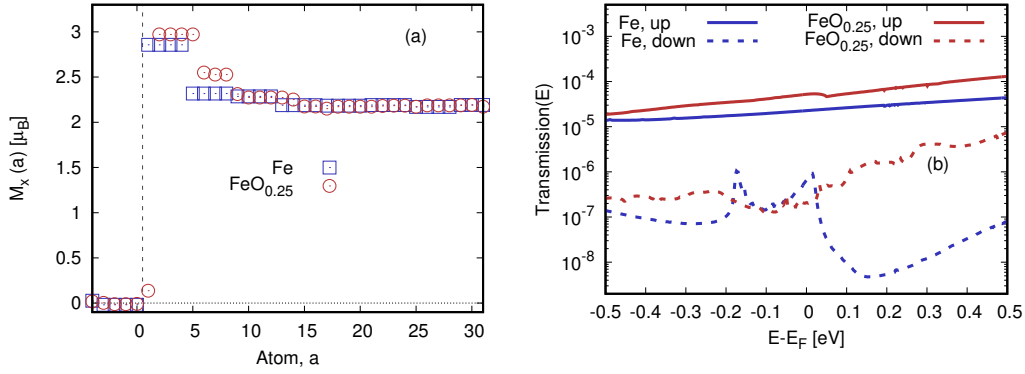 3
2.5
2
1.5
1
0.5
0
M_x (a) [μ_B]
(a)
Fe
FeO_0.25
0 5 10 15 20 25 30
Atom, a
10^-3
10^-4
10^-5
10^-6
10^-7
10^-8
Transmission(E)
Fe, up
Fe, down
FeO_0.25, up
FeO_0.25, down
(b)
-0.5 -0.4 -0.3 -0.2 -0.1 0 0.1 0.2 0.3 0.4 0.5
E-E_F [eV]